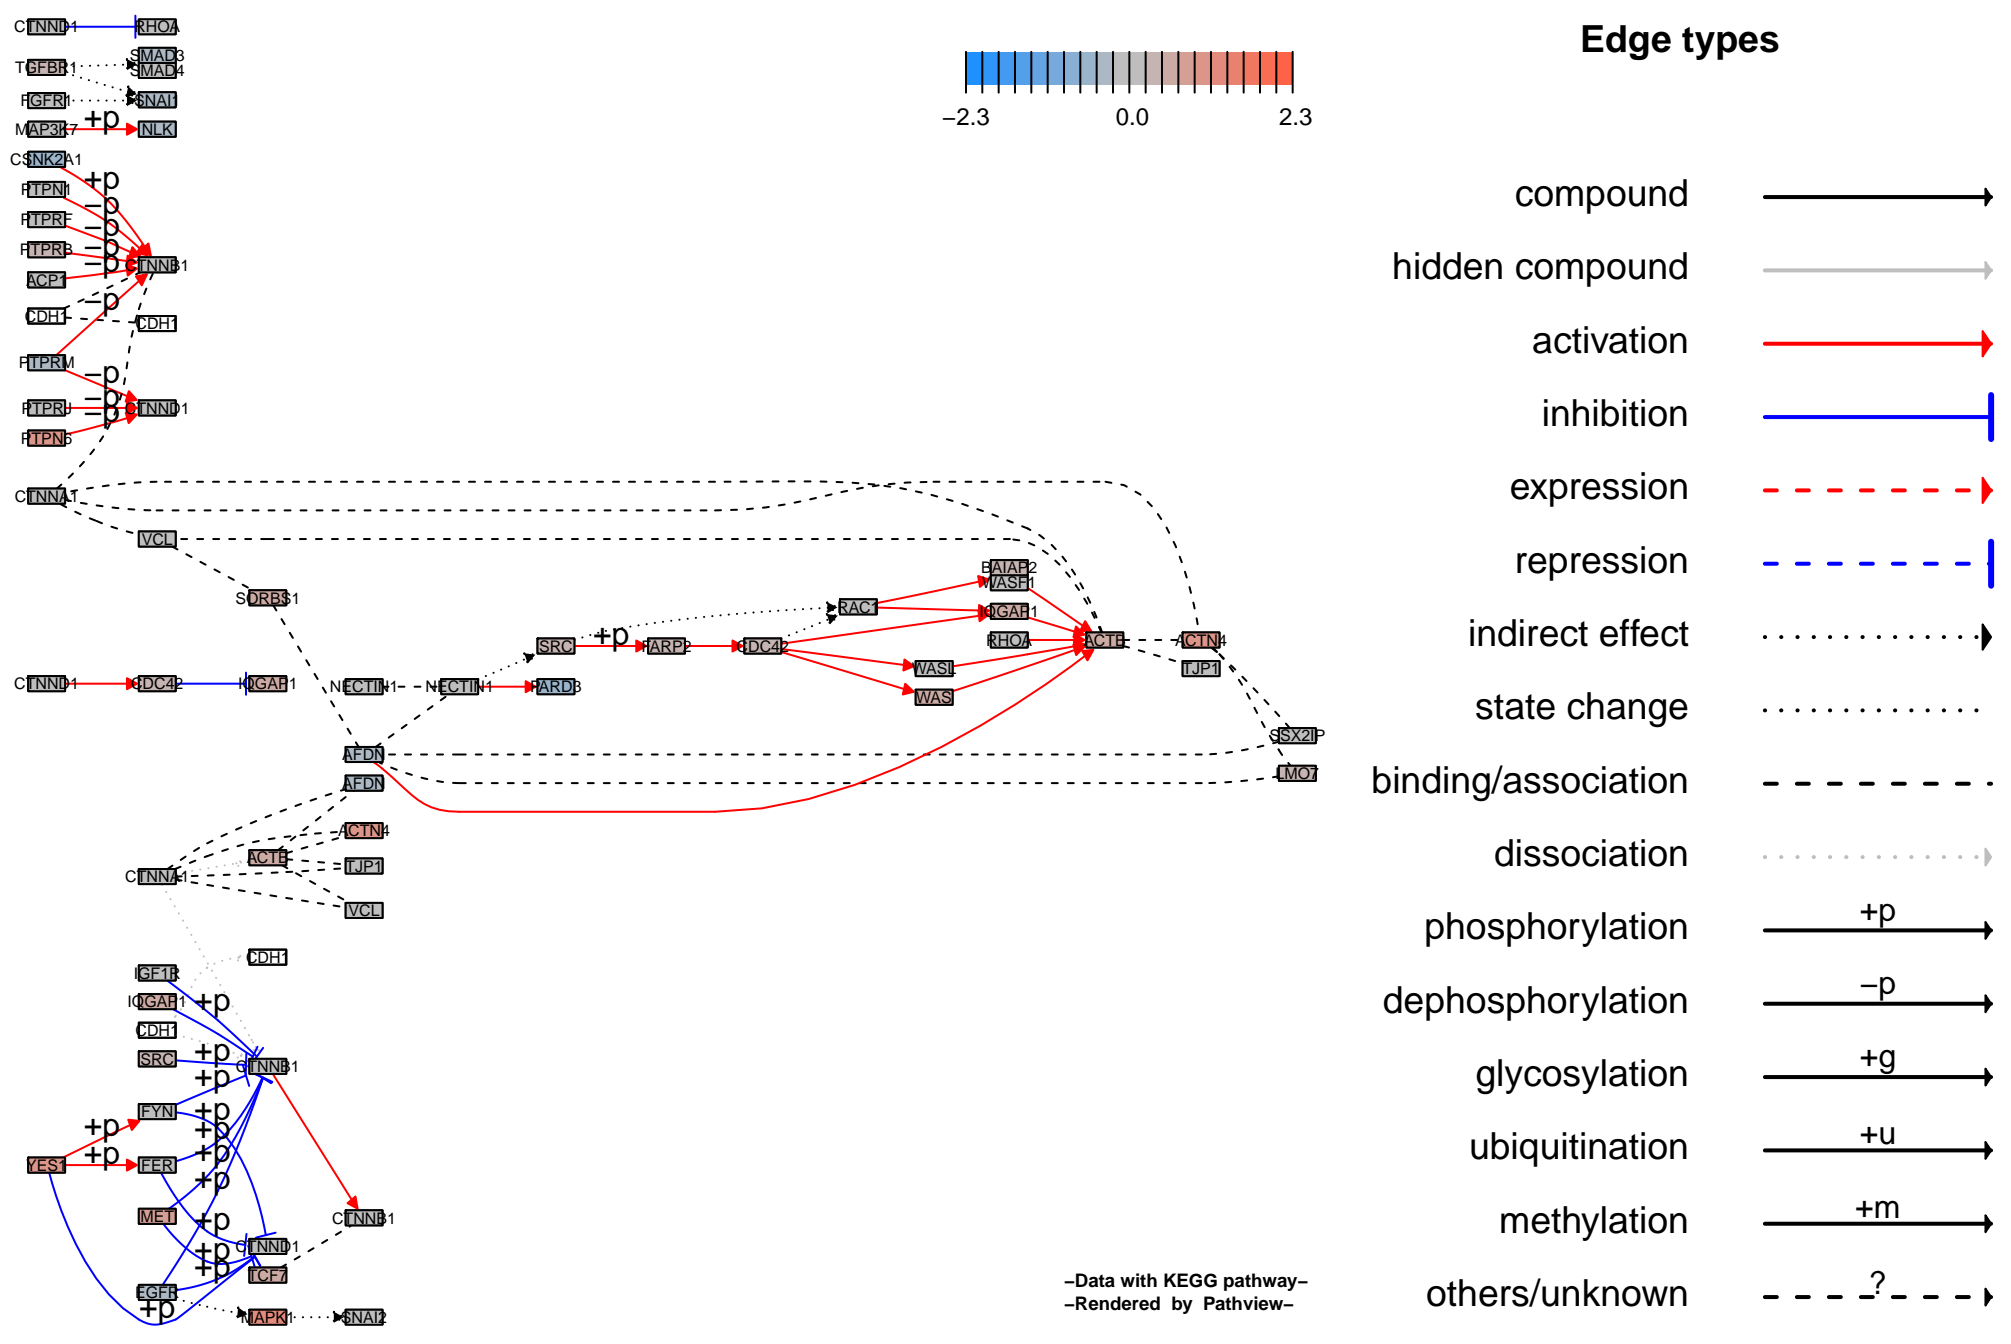 CTNND1
RHOA
TGFBR1
SMAD3
SMAD4
FGFR1
SNAI1
MAP3K7
+p
NLK
CSNK2A1
+p
PTPN1
–p
PTPRF
–p
PTPRB
–p
CTNNB1
–p
ACP1
–p
CDH1
CDH1
PTPRM
–p
–p
PTPRJ
CTNND1
–p
PTPN6
CTNNA1
VCL
SORBS1
CTNND1
CDC42
IQGAP1
NECTIN1
NECTIN1
PARD3
SRC
+p
FARP2
CDC42
RAC1
BAIAP2
WASF1
IQGAP1
RHOA
WASL
WAS
ACTB
ACTN4
TJP1
SSX2IP
LMO7
AFDN
AFDN
ACTN4
ACTB
TJP1
CTNNA1
VCL
CDH1
IGF1R
IQGAP1
+p
CDH1
SRC
+p
CTNNB1
+p
FYN
+p
+p
+p
YES1
+p
FER
+p
+p
MET
+p
CTNNB1
CTNND1
+p
+p
TCF7
EGFR
+p
MAPK1
SNAI2
–2.3
0.0
2.3
Edge types
compound
hidden compound
activation
inhibition
expression
repression
indirect effect
state change
binding/association
dissociation
phosphorylation +p
dephosphorylation –p
glycosylation +g
ubiquitination +u
methylation +m
others/unknown ?
–Data with KEGG pathway–
–Rendered by Pathview–